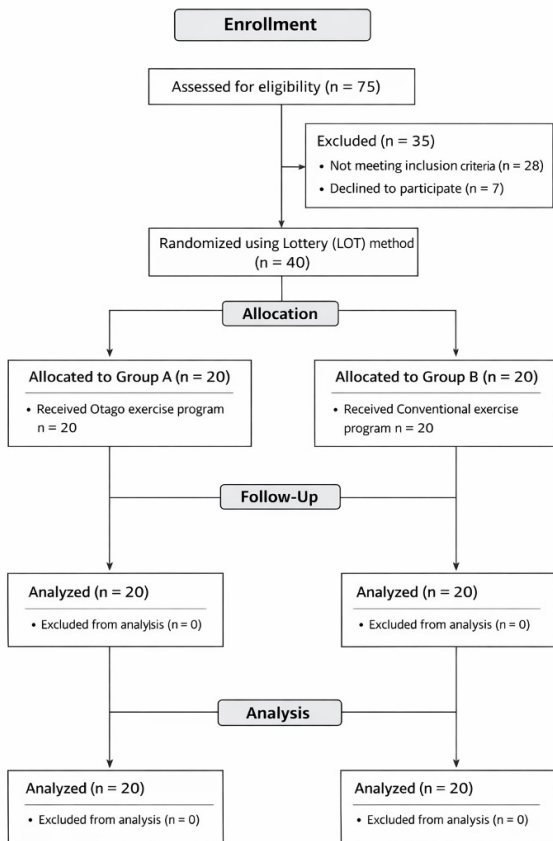 Enrollment
Assessed for eligibility (n = 75)
Excluded (n = 35)
• Not meeting inclusion criteria (n = 28)
• Declined to participate (n = 7)
Randomized using Lottery (LOT) method
(n = 40)
Allocation
Allocated to Group A (n = 20)
• Received Otago exercise program
n = 20
Allocated to Group B (n = 20)
• Received Conventional exercise
program n = 20
Follow-Up
Analyzed (n = 20)
• Excluded from analysis (n = 0)
Analyzed (n = 20)
• Excluded from analysis (n = 0)
Analysis
Analyzed (n = 20)
• Excluded from analysis (n = 0)
Analyzed (n = 20)
• Excluded from analysis (n = 0)